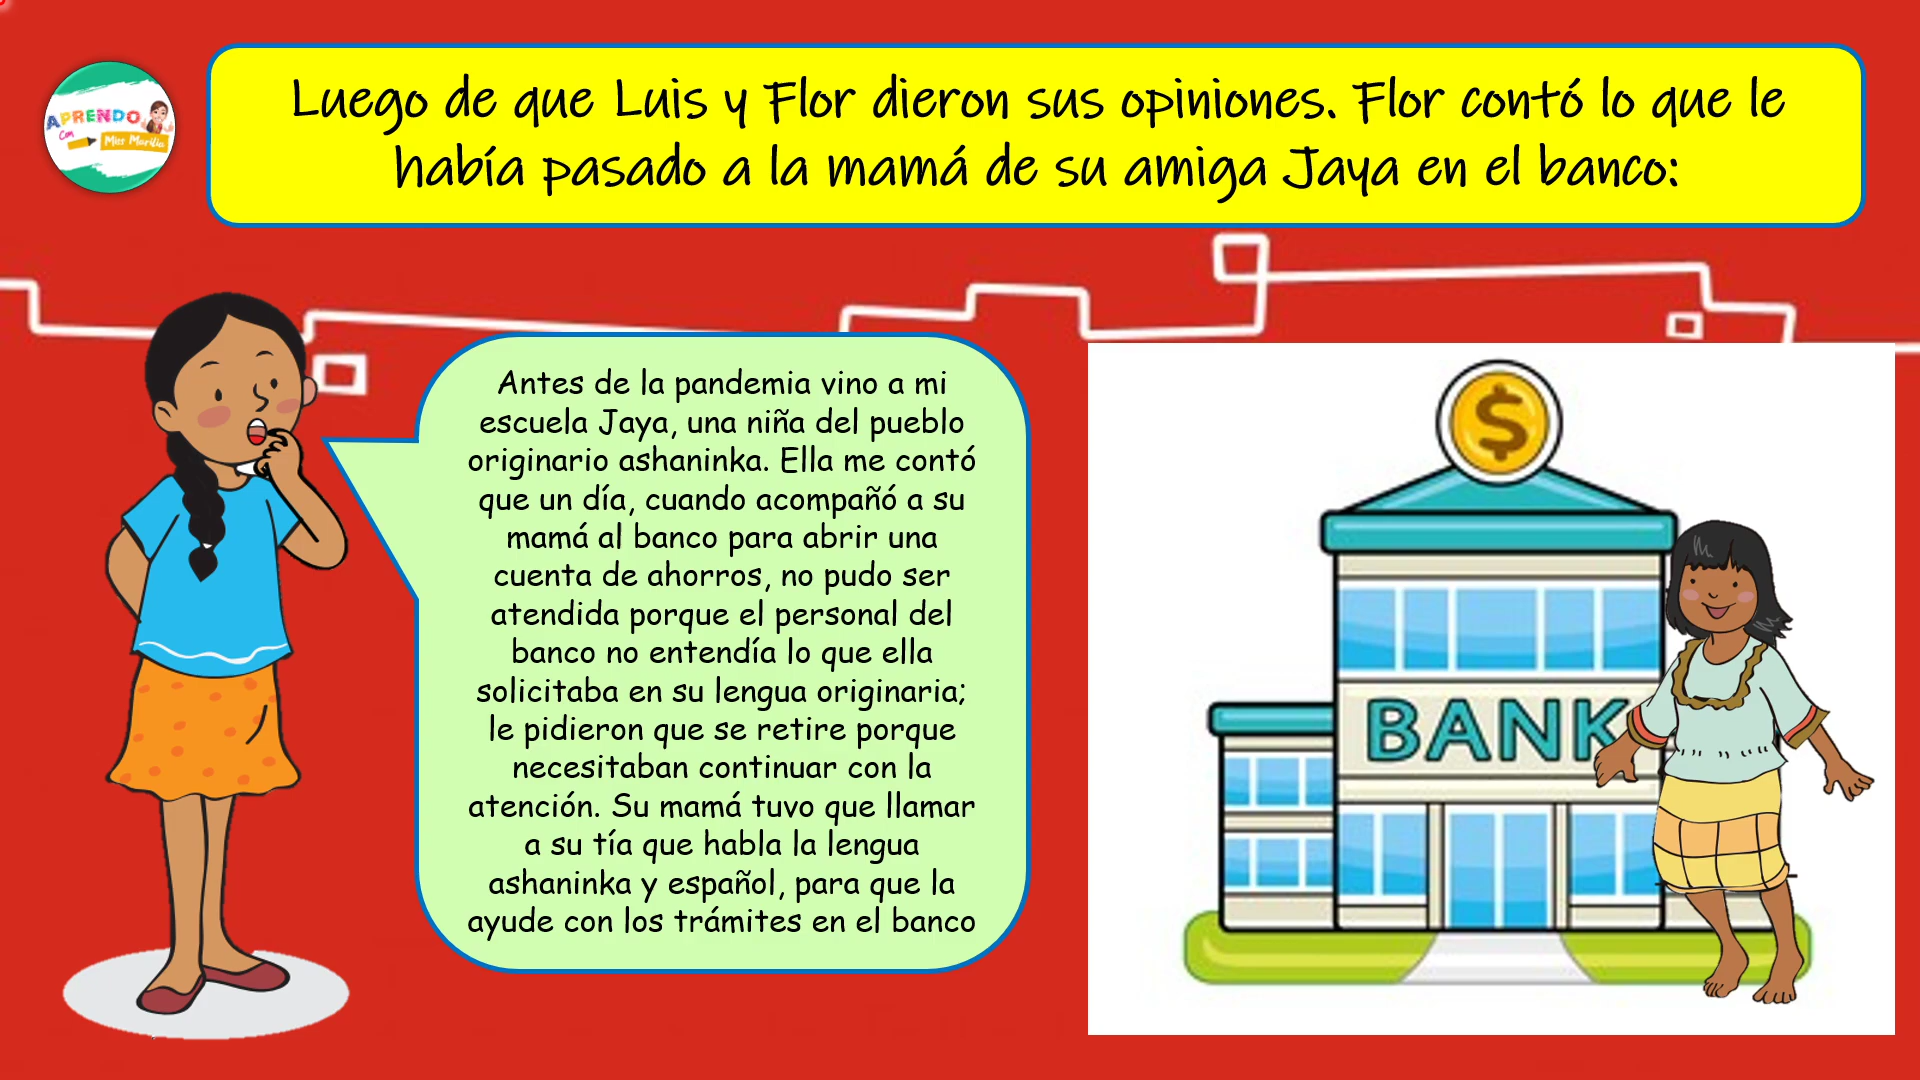 APRENDO
Con
Miss Marilia
Luego de que Luis y Flor dieron sus opiniones. Flor contó lo que le
había pasado a la mamá de su amiga Jaya en el banco:
Antes de la pandemia vino a mi
escuela Jaya, una niña del pueblo
originario ashaninka. Ella me contó
que un día, cuando acompañó a su
mamá al banco para abrir una
cuenta de ahorros, no pudo ser
atendida porque el personal del
banco no entendía lo que ella
solicitaba en su lengua originaria;
le pidieron que se retire porque
necesitaban continuar con la
atención. Su mamá tuvo que llamar
a su tía que habla la lengua
ashaninka y español, para que la
ayude con los trámites en el banco
$
BANK